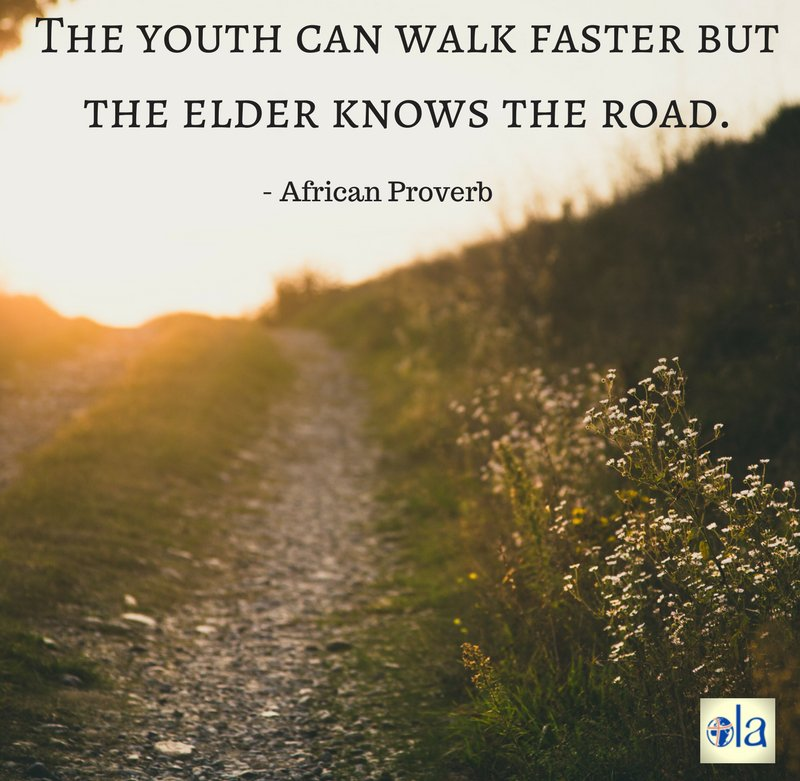 The youth can walk faster but
the elder knows the road.
- African Proverb
ola